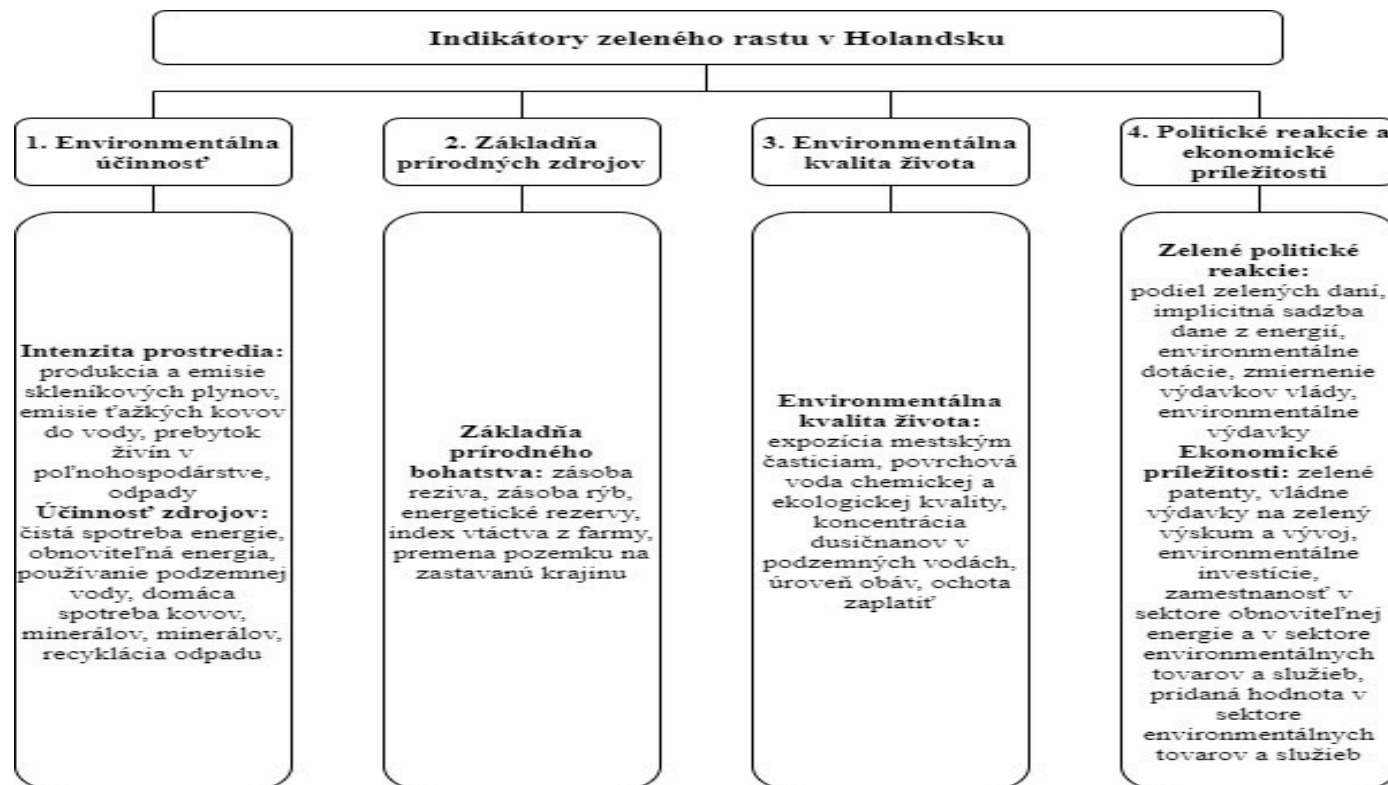 Indikátory zeleného rastu v Holandsku
1. Environmentálna
účinnosť
Intenzita prostredia:
produkcia a emisie
skleníkových plynov,
emisie ťažkých kovov
do vody, prebytok
živín v
poľnohospodárstve,
odpady
Účinnosť zdrojov:
čistá spotreba energie,
obnoviteľná energia,
používanie podzemnej
vody, domáca
spotreba kovov,
minerálov, minerálov,
recyklácia odpadu
2. Základňa
prírodných zdrojov
Základňa
prírodného
bohatstva: zásoba
reziva, zásoba rýb,
energetické rezervy,
index vtáctva z farmy,
premena pozemku na
zastavanú krajinu
3. Environmentálna
kvalita života
Environmentálna
kvalita života:
expozícia mestským
časticiam, povrchová
voda chemickej a
ekologickej kvality,
koncentrácia
dusičnanov v
podzemných vodách,
úroveň obáv, ochota
zaplatiť
4. Politické reakcie a
ekonomické
príležitosti
Zelené politické
reakcie:
podiel zelených daní,
implicitná sadzba
dane z energií,
environmentálne
dotácie, zmiernenie
výdavkov vlády,
environmentálne
výdavky
Ekonomické
príležitosti: zelené
patenty, vládne
výdavky na zelený
výskum a vývoj,
environmentálne
investície,
zamestnanosť v
sektore obnoviteľnej
energie a v sektore
environmentálnych
tovarov a služieb,
pridaná hodnota v
sektore
environmentálnych
tovarov a služieb